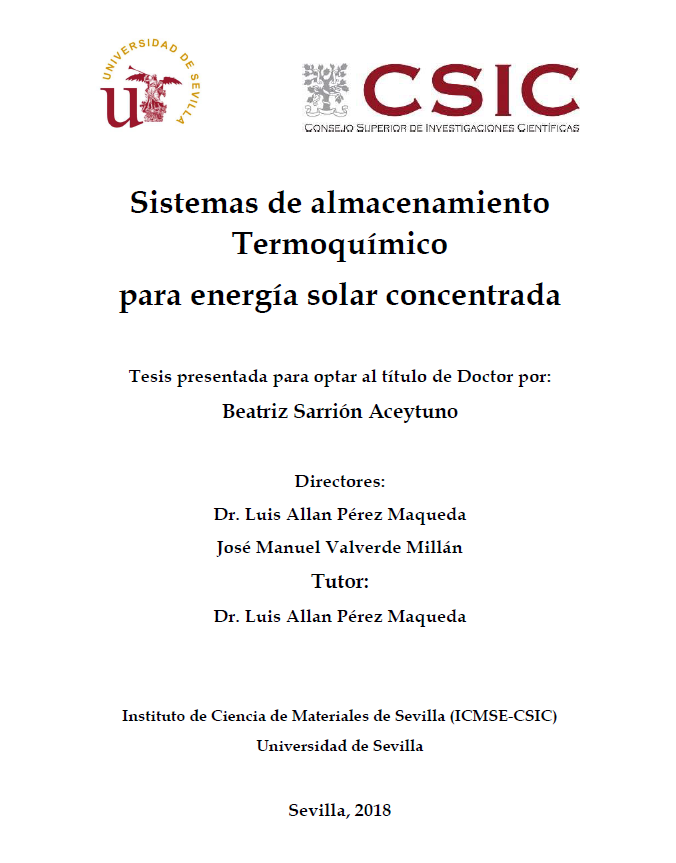 UNIVERSIDAD DE SEVILLA
u
CSIC
CONSEJO SUPERIOR DE INVESTIGACIONES CIENTÍFICAS
Sistemas de almacenamiento
Termoquímico
para energía solar concentrada
Tesis presentada para optar al título de Doctor por:
Beatriz Sarrión Aceytuno
Directores:
Dr. Luis Allan Pérez Maqueda
José Manuel Valverde Millán
Tutor:
Dr. Luis Allan Pérez Maqueda
Instituto de Ciencia de Materiales de Sevilla (ICMSE-CSIC)
Universidad de Sevilla
Sevilla, 2018